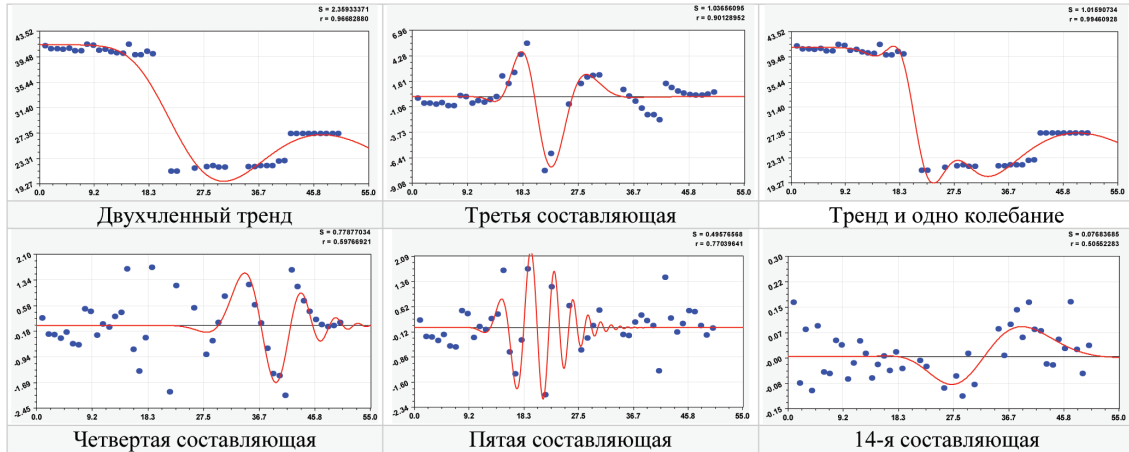 S = 2.35933371
r = 0.96682880
43.52
39.48
35.44
31.40
27.35
23.31
19.27
0.0 9.2 18.3 27.5 36.7 45.8 55.0
Двухчленный тренд
S = 1.03656095
r = 0.90128952
6.96
4.28
1.61
-1.06
-3.73
-6.41
-9.08
0.0 9.2 18.3 27.5 36.7 45.8 55.0
Третья составляющая
S = 1.01590734
r = 0.99460928
43.52
39.48
35.44
31.40
27.35
23.31
19.27
0.0 9.2 18.3 27.5 36.7 45.8 55.0
Тренд и одно колебание
S = 0.77877034
r = 0.59766921
2.10
1.34
0.58
-0.18
-0.94
-1.69
-2.45
0.0 9.2 18.3 27.5 36.7 45.8 55.0
Четвертая составляющая
S = 0.49576568
r = 0.77039641
2.09
1.36
0.62
-0.12
-0.86
-1.60
-2.34
0.0 9.2 18.3 27.5 36.7 45.8 55.0
Пятая составляющая
S = 0.07683685
r = 0.50552283
0.30
0.22
0.15
0.07
-0.00
-0.08
-0.15
0.0 9.2 18.3 27.5 36.7 45.8 55.0
14-я составляющая